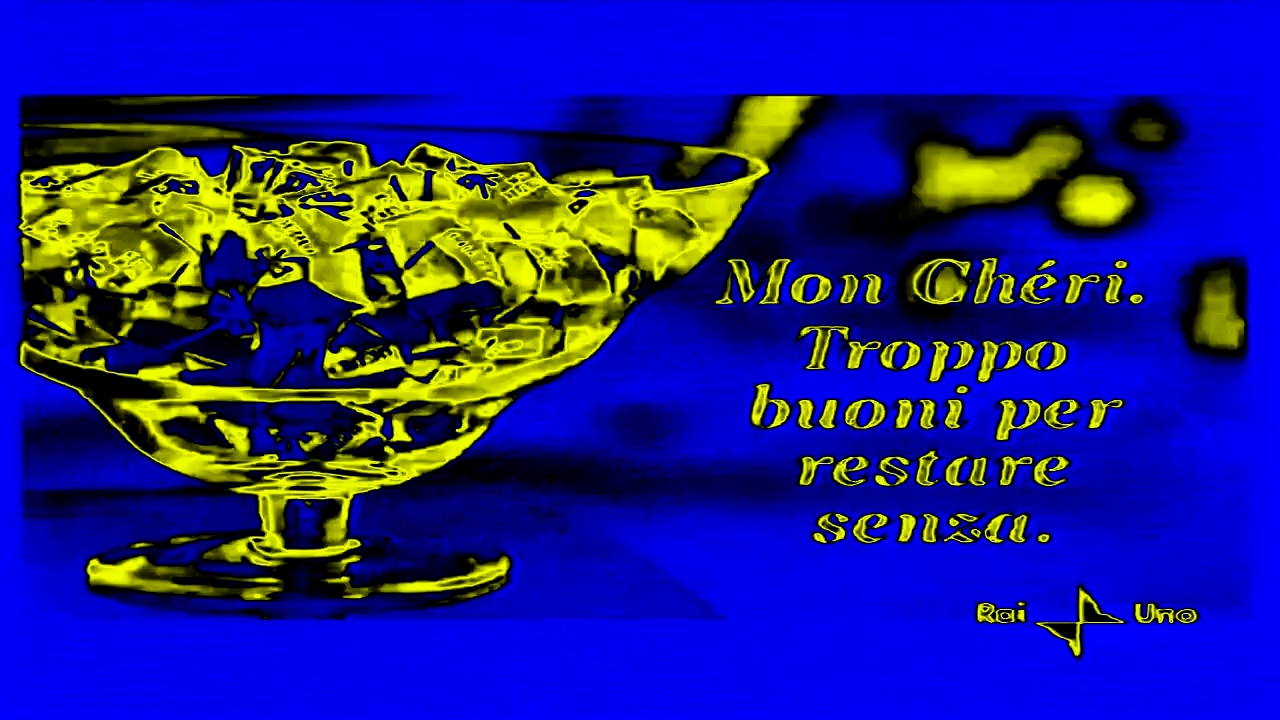 Mon Chéri.
Troppo
buoni per
restare
senza.
Rai Uno